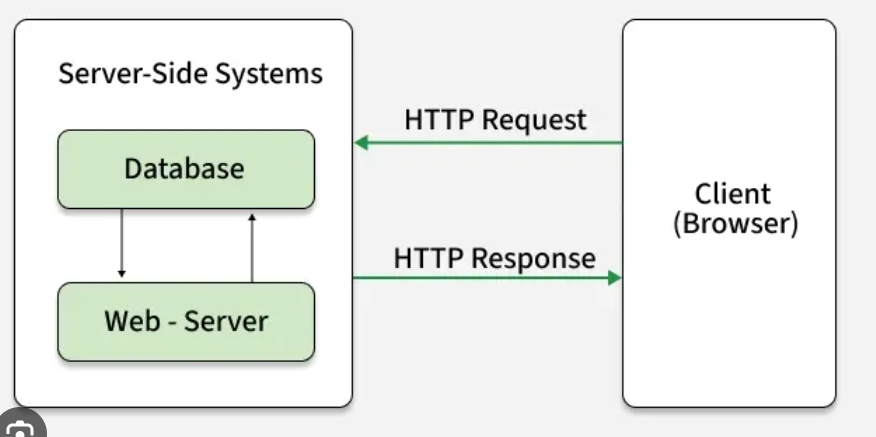 Server-Side Systems
Database
Web - Server
HTTP Request
HTTP Response
Client
(Browser)